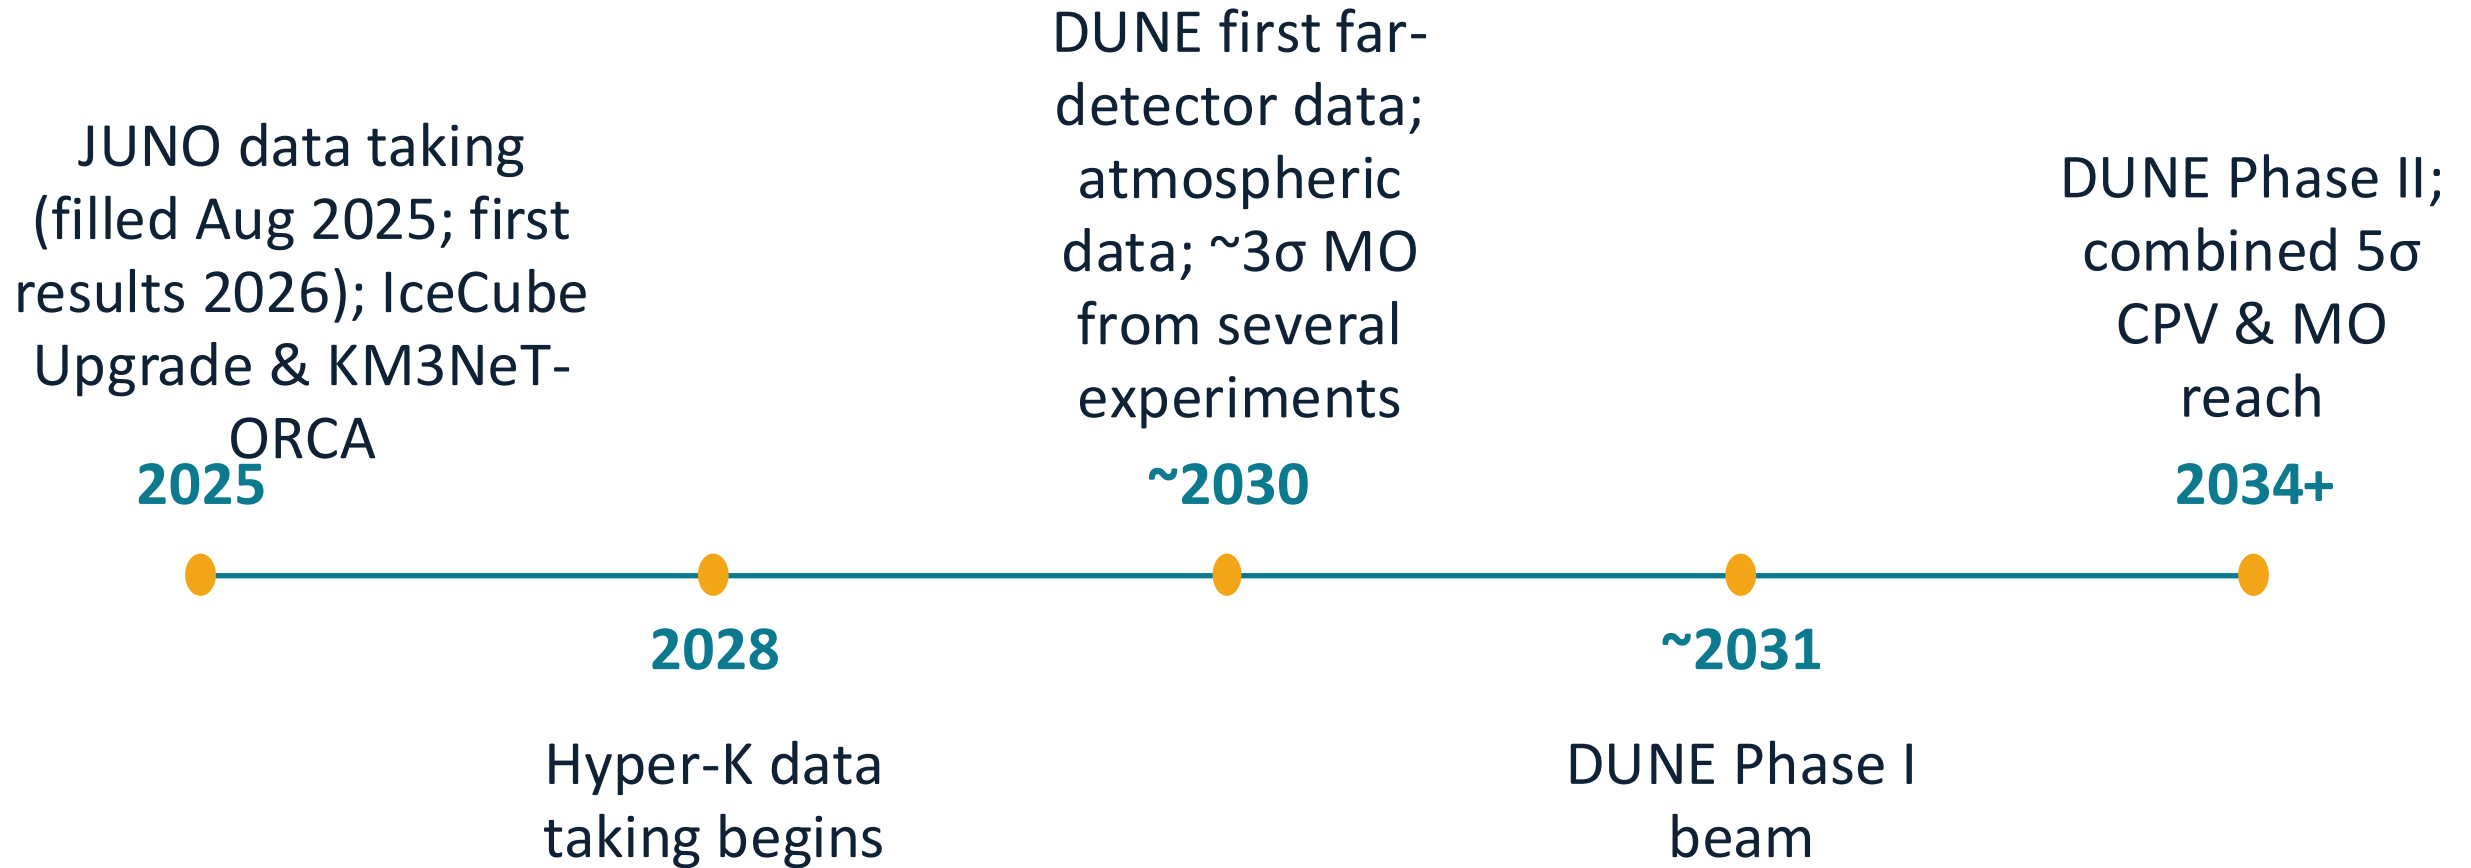 JUNO data taking
(filled Aug 2025; first
results 2026); IceCube
Upgrade & KM3NeT-
ORCA
2025
2028
Hyper-K data
taking begins
DUNE first far-
detector data;
atmospheric
data; ~3σ MO
from several
experiments
~2030
~2031
DUNE Phase I
beam
DUNE Phase II;
combined 5σ
CPV & MO
reach
2034+